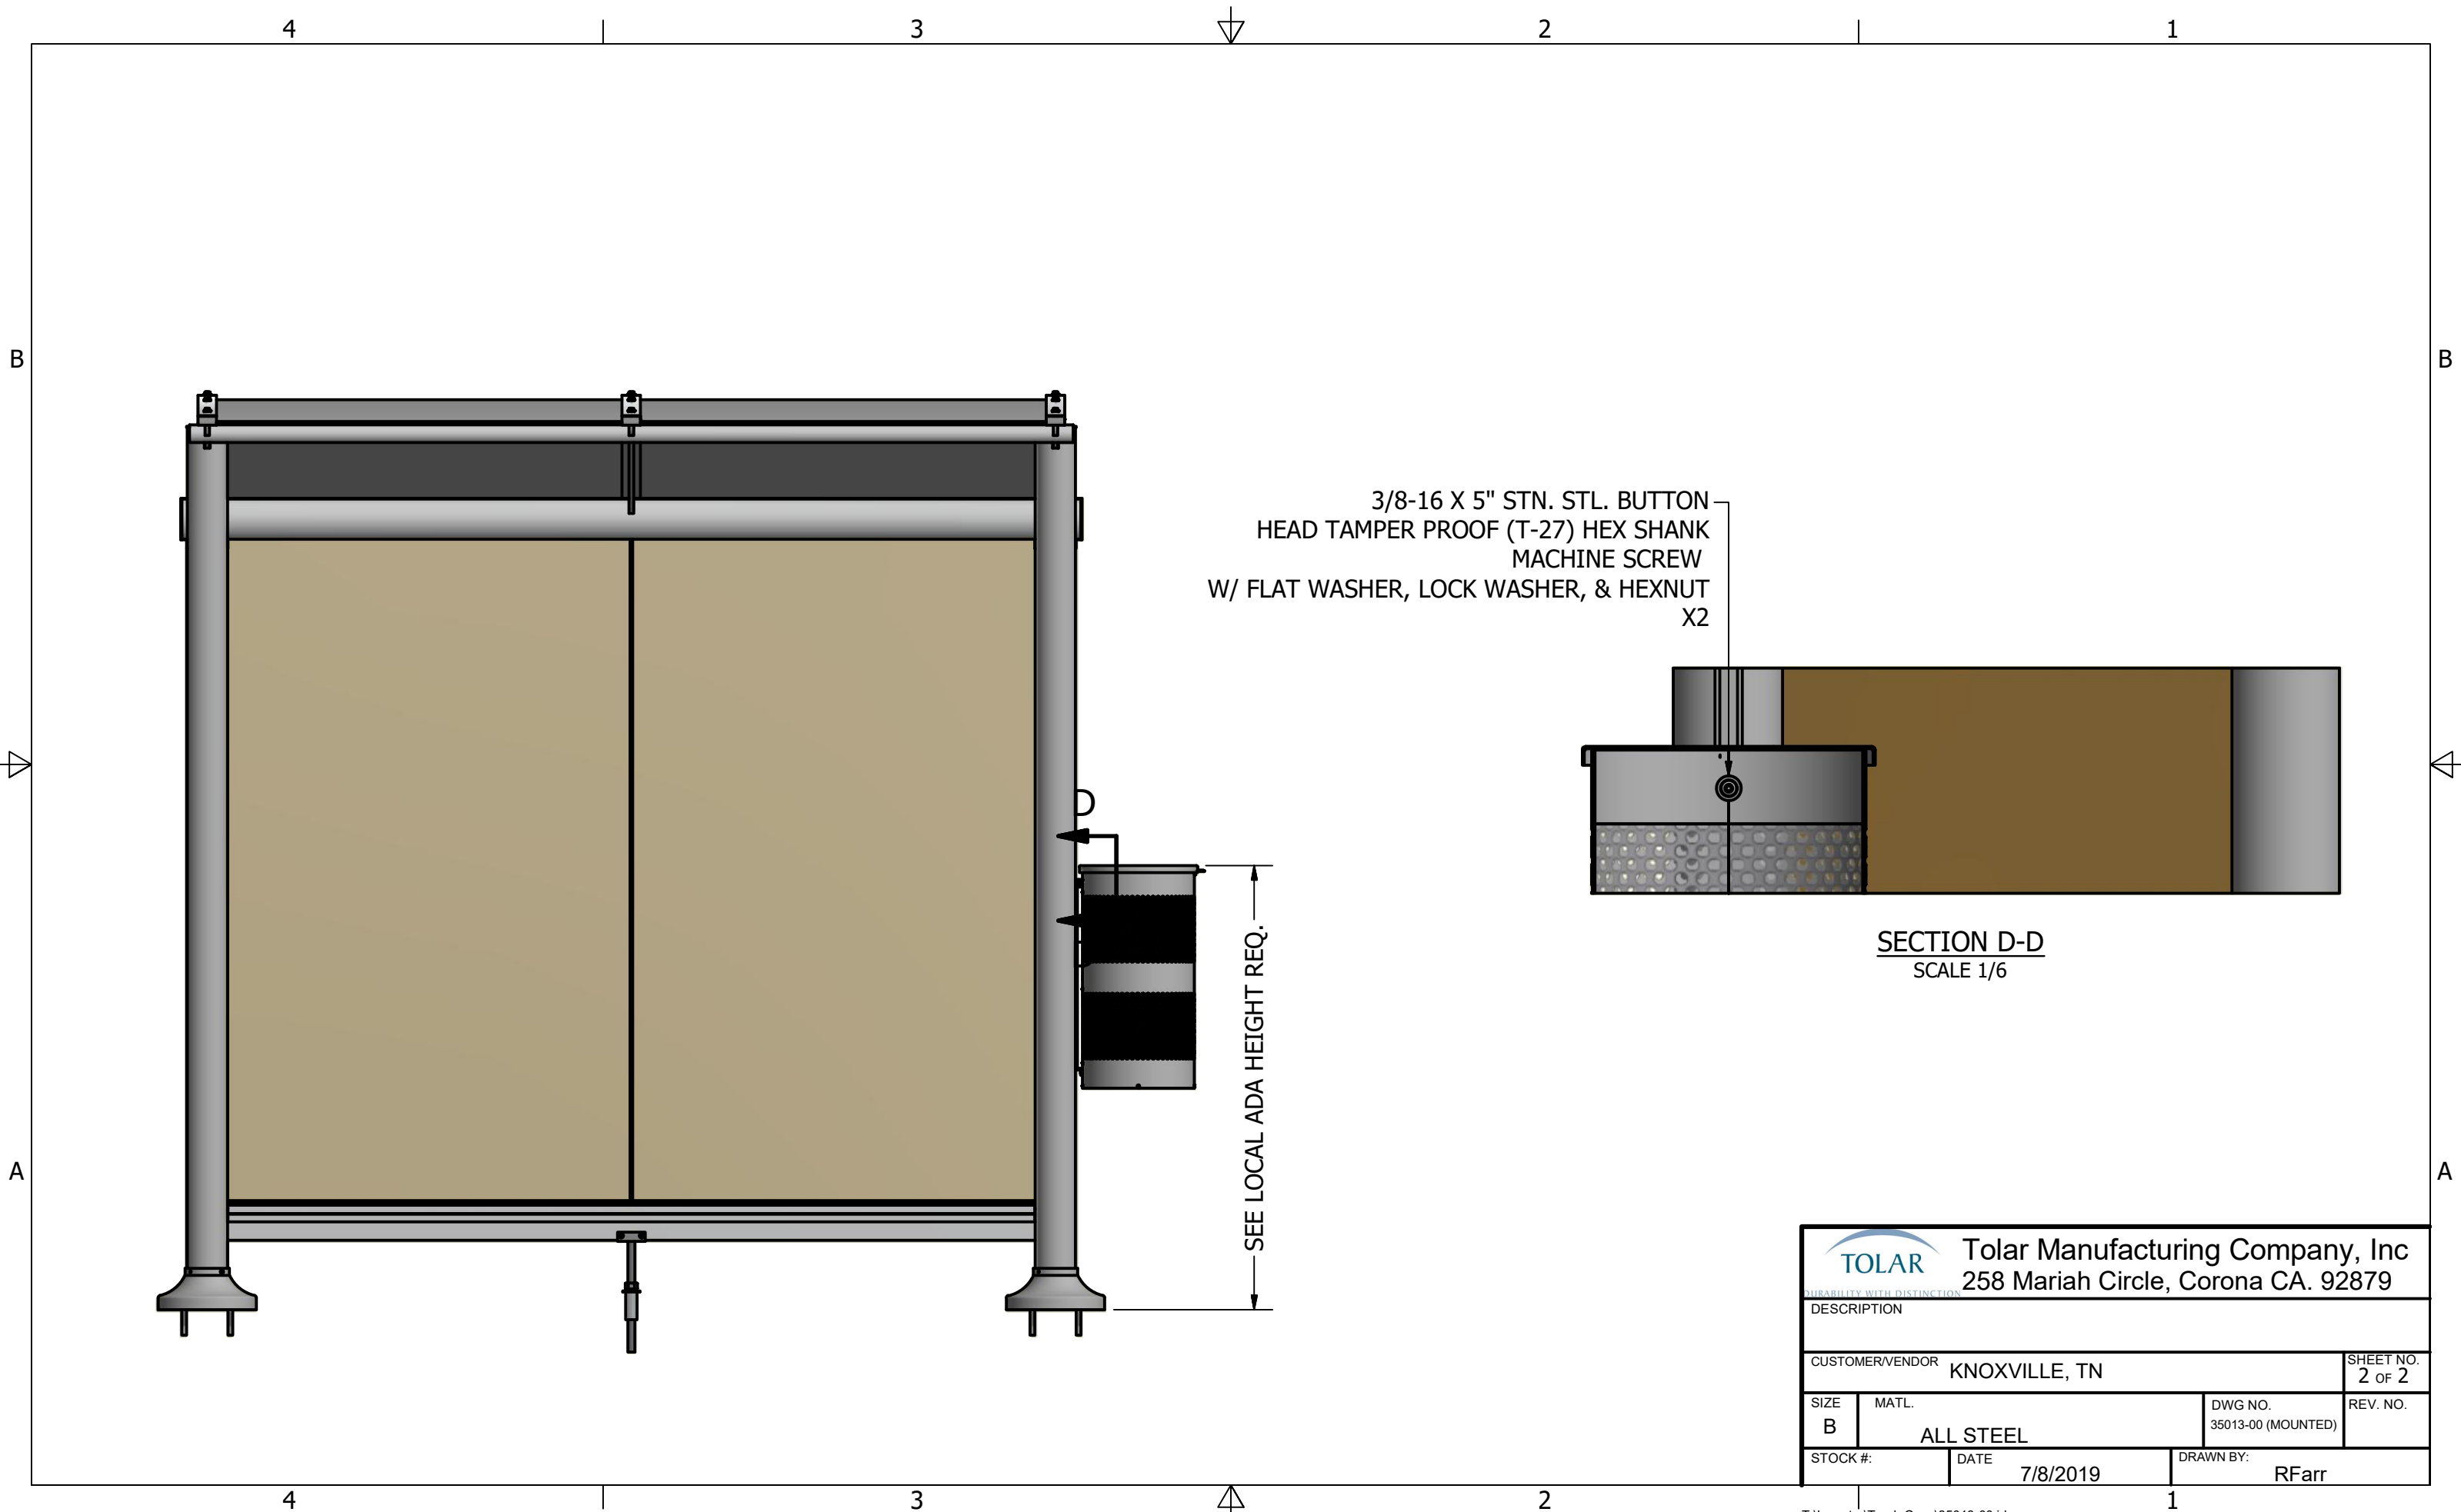 4 3 2 1
B B
3/8-16 X 5" STN. STL. BUTTON
HEAD TAMPER PROOF (T-27) HEX SHANK
MACHINE SCREW
W/ FLAT WASHER, LOCK WASHER, & HEXNUT
X2
D
SEE LOCAL ADA HEIGHT REQ.
SECTION D-D
SCALE 1/6
A A
TOLAR
DURABILITY WITH DISTINCTION
Tolar Manufacturing Company, Inc
258 Mariah Circle, Corona CA. 92879
DESCRIPTION
CUSTOMER/VENDOR KNOXVILLE, TN
SHEET NO.
2 OF 2
SIZE
B
MATL.
ALL STEEL
DWG NO.
35013-00 (MOUNTED)
REV. NO.
STOCK #:
DATE
7/8/2019
DRAWN BY:
RFarr
4 3 2 1